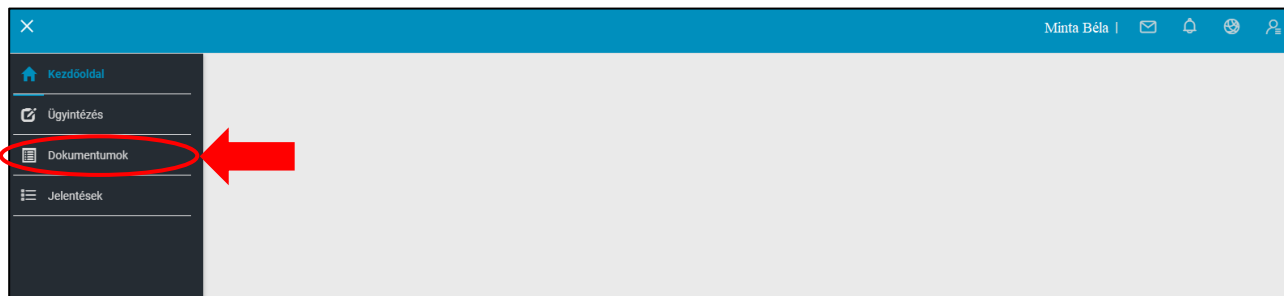 Minta Béla |
Kezdőoldal
Ügyintézés
Dokumentumok
Jelentések